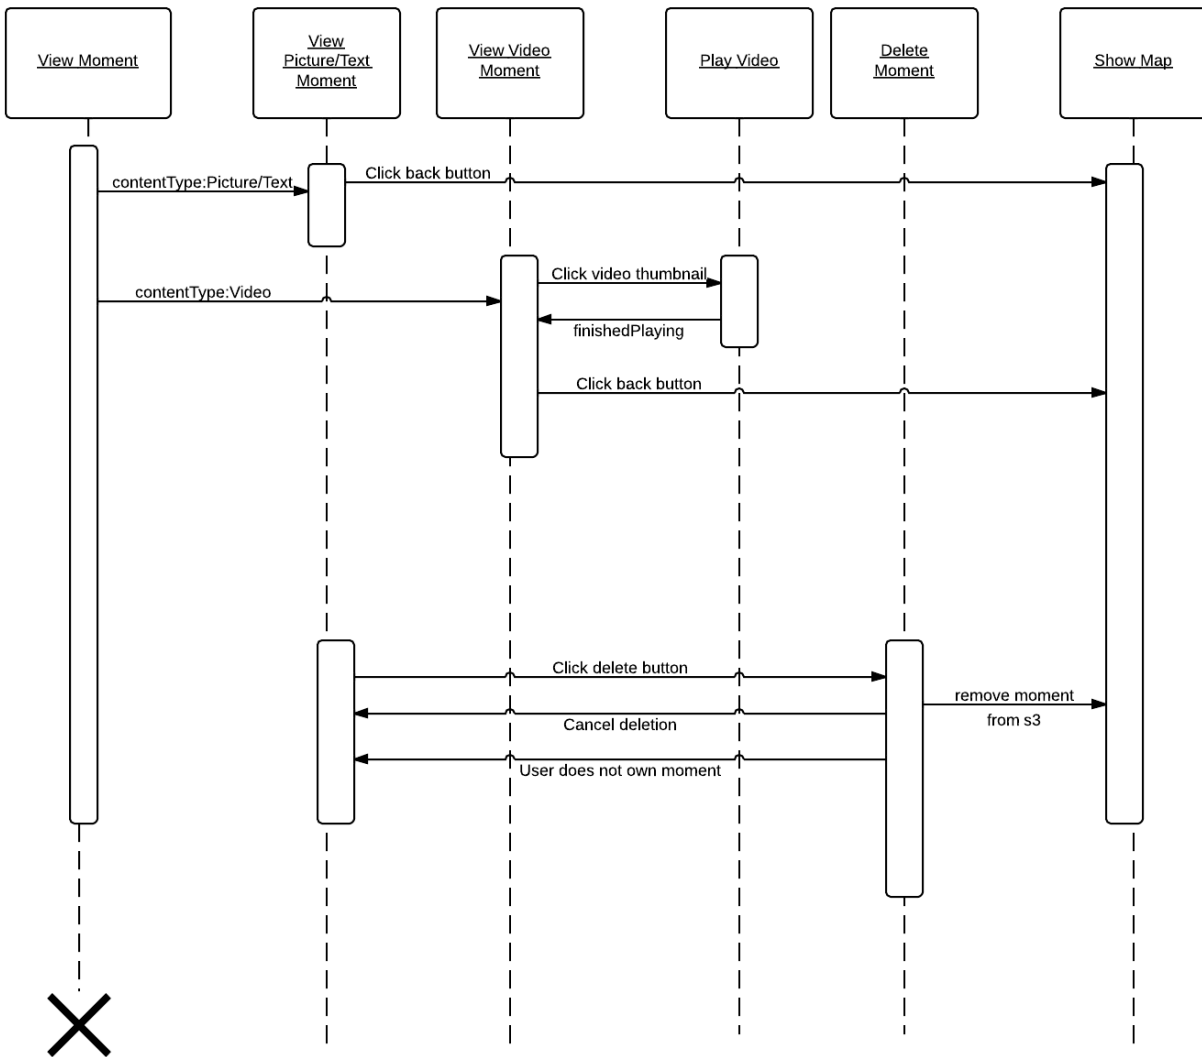 View Moment
View
Picture/Text
Moment
View Video
Moment
Play Video
Delete
Moment
Show Map
Click back button
contentType:Picture/Text
Click video thumbnail
contentType:Video
finishedPlaying
Click back button
Click delete button
remove moment
from s3
Cancel deletion
User does not own moment